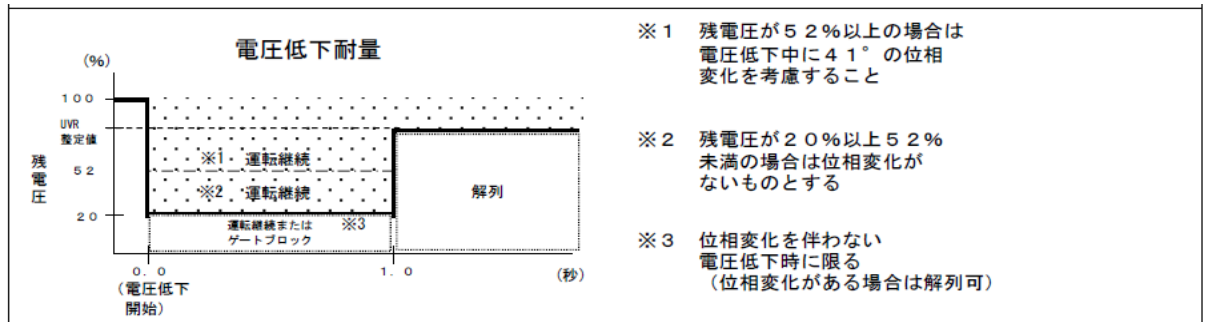 電圧低下耐量
(%)
100
UVR
整定値
残電圧
52
20
※1 運転継続
※2 運転継続
運転継続または ※3
ゲートブロック
解列
0.0
1.0
(秒)
(電圧低下
開始)
※1 残電圧が52%以上の場合は
電圧低下中に41°の位相
変化を考慮すること
※2 残電圧が20%以上52%
未満の場合は位相変化が
ないものとする
※3 位相変化を伴わない
電圧低下時に限る
(位相変化がある場合は解列可)